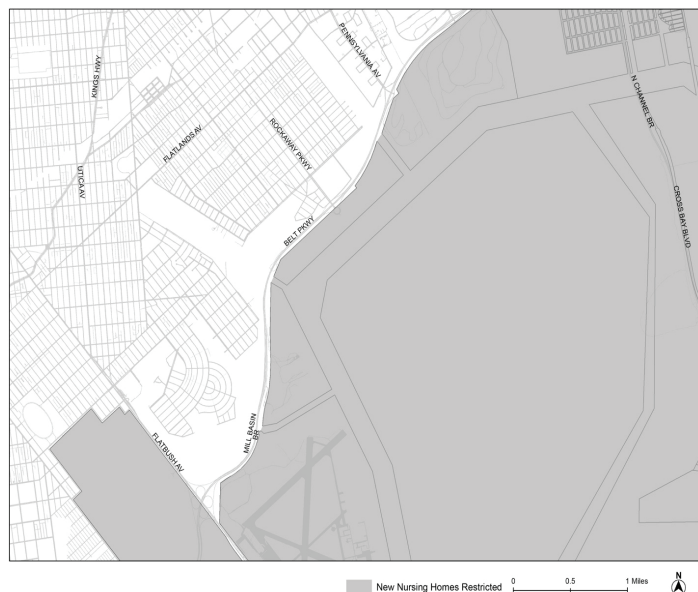 PENNSYLVANIA AV
KINGS HWY
N CHANNEL BR
FLATLANDS AV
ROCKAWAY PKWY
UTICA AV
CROSS BAY BLVD
BELT PKWY
MILL BASIN
BR
FLATBUSH AV
New Nursing Homes Restricted
0 0.5 1 Miles
N